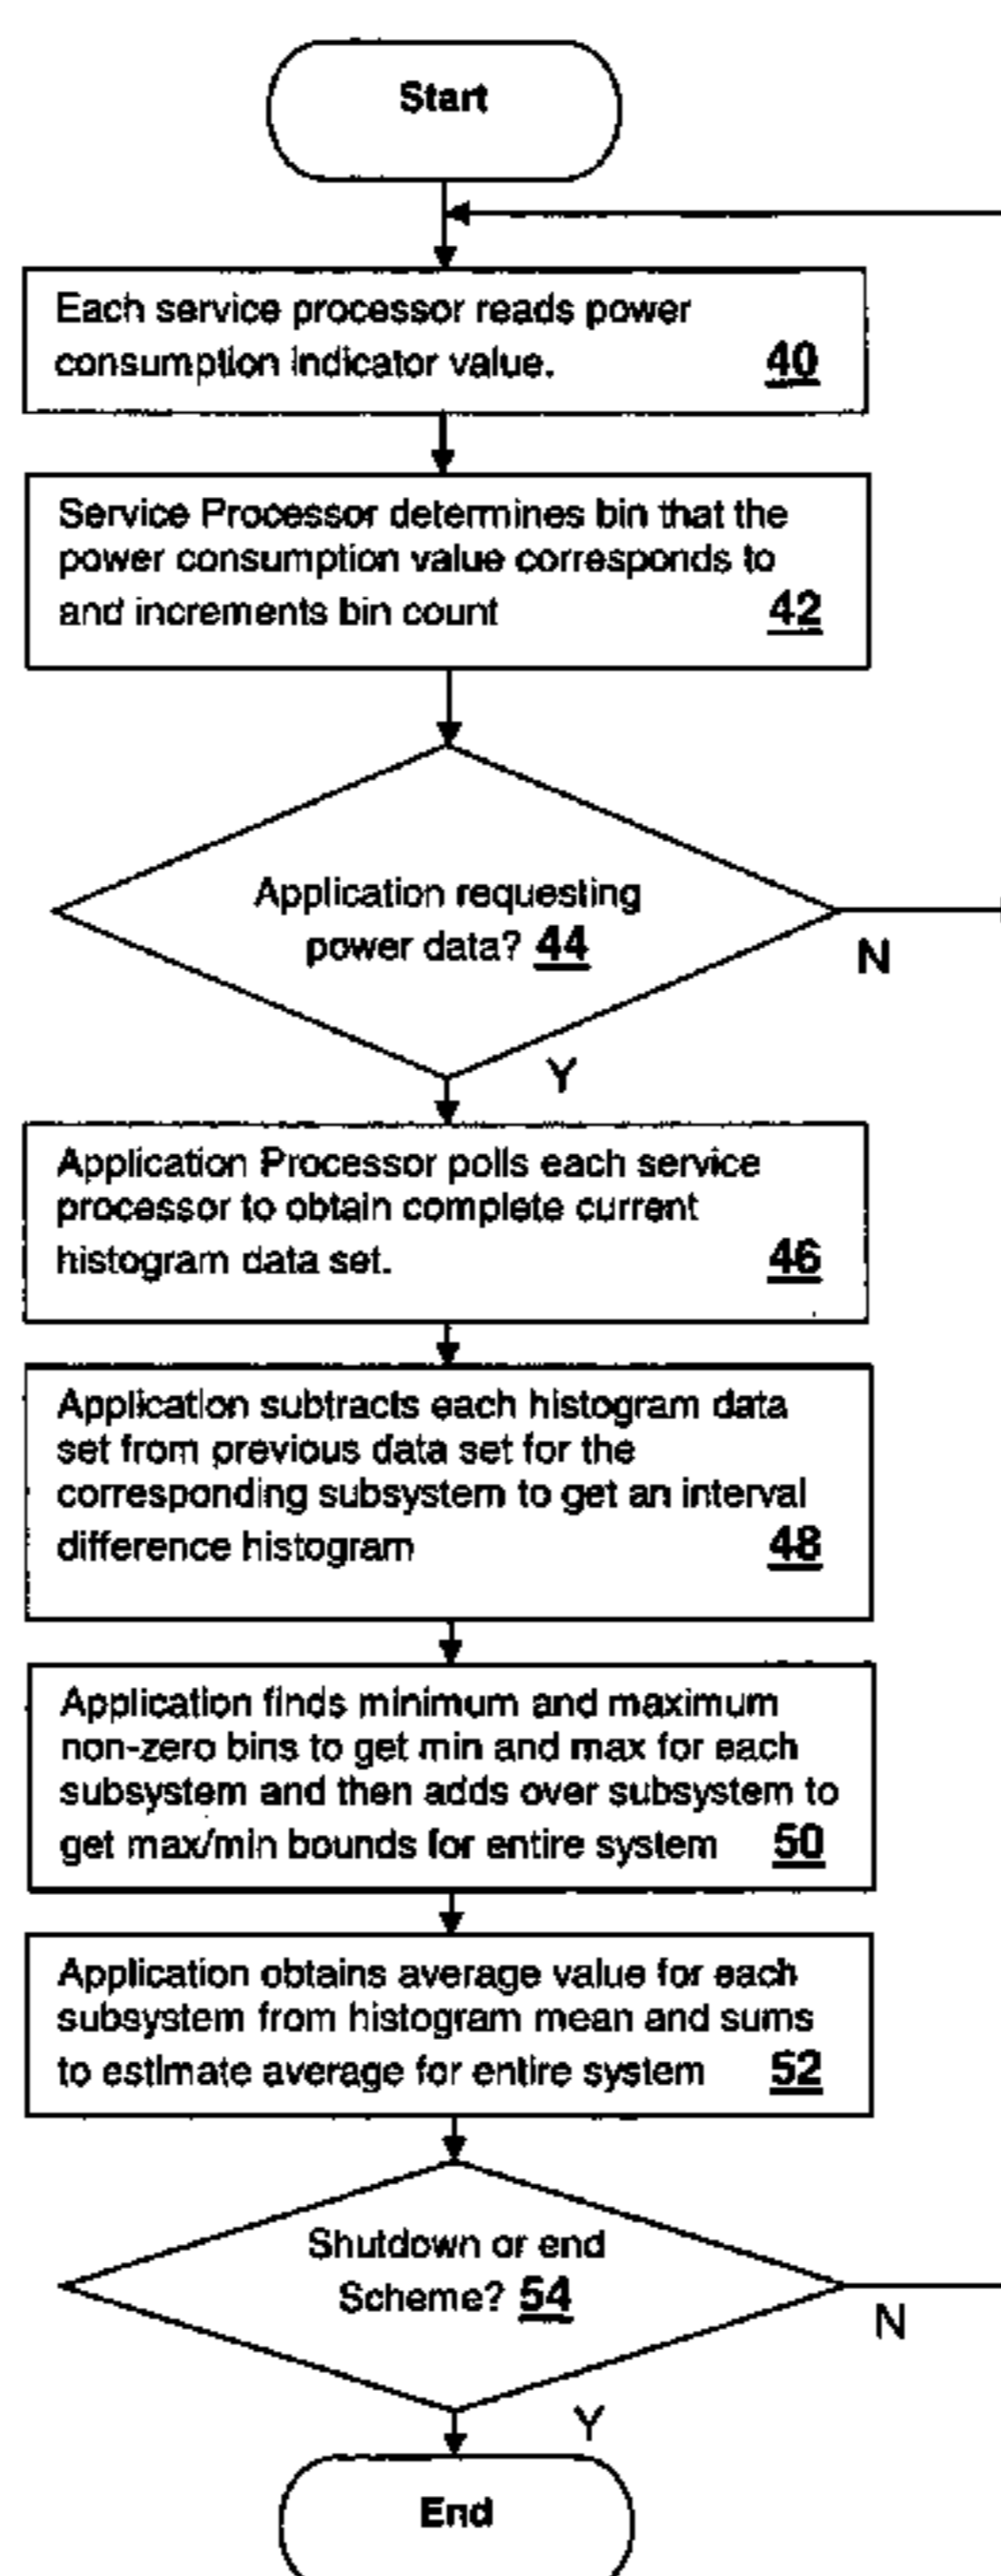 Start
Each service processor reads power
consumption indicator value. 40
Service Processor determines bin that the
power consumption value corresponds to
and increments bin count 42
Application requesting
power data? 44
N
Y
Application Processor polls each service
processor to obtain complete current
histogram data set. 46
Application subtracts each histogram data
set from previous data set for the
corresponding subsystem to get an interval
difference histogram 48
Application finds minimum and maximum
non-zero bins to get min and max for each
subsystem and then adds over subsystem to
get max/min bounds for entire system 50
Application obtains average value for each
subsystem from histogram mean and sums
to estimate average for entire system 52
Shutdown or end
Scheme? 54
N
Y
End